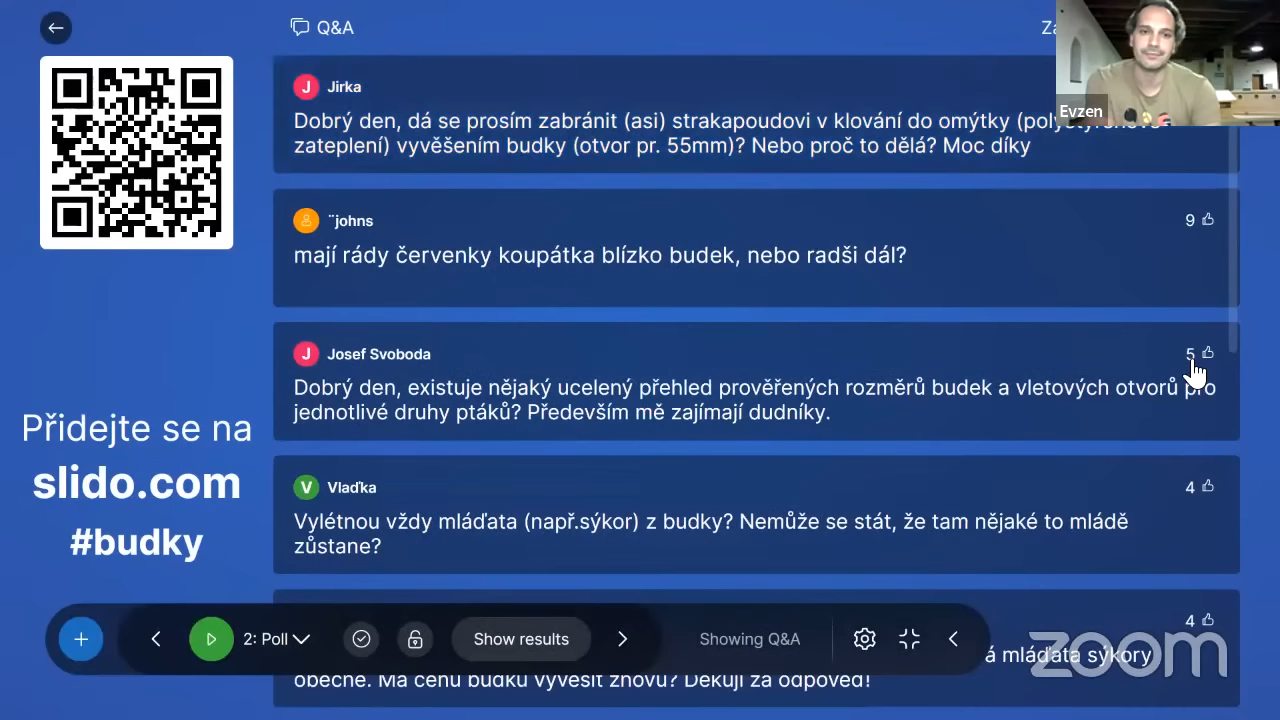 Q&A
Za
Evzen
J Jirka
Dobrý den, dá se prosím zabránit (asi) strakapoudovi v klování do omýtky (polystyrenové
zateplení) vyvěšením budky (otvor pr. 55mm)? Nebo proč to dělá? Moc díky
¨johns
9
mají rády červenky koupátka blízko budek, nebo radši dál?
J Josef Svoboda
5
Dobrý den, existuje nějaký ucelený přehled prověřených rozměrů budek a vletových otvorů pro
jednotlivé druhy ptáků? Především mě zajímají dudníky.
V Vlaďka
4
Vylétnou vždy mláďata (např.sýkor) z budky? Nemůže se stát, že tam nějaké to mládě
zůstane?
4
á mláďata sýkory
obecně. Má cenu budku vyvěsit znovu? Děkuji za odpověď!
Přidejte se na
slido.com
#budky
2: Poll
Show results
Showing Q&A
zoom